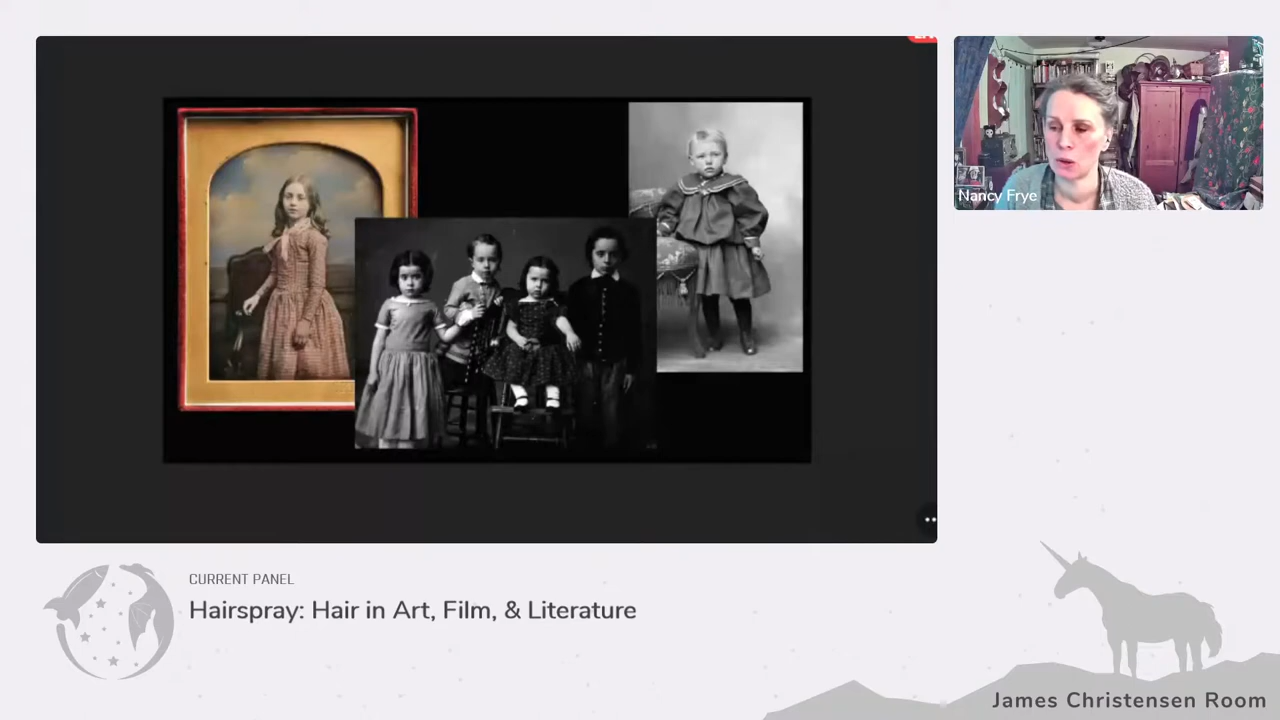 Nancy Frye
CURRENT PANEL
Hairspray: Hair in Art, Film, & Literature
James Christensen Room